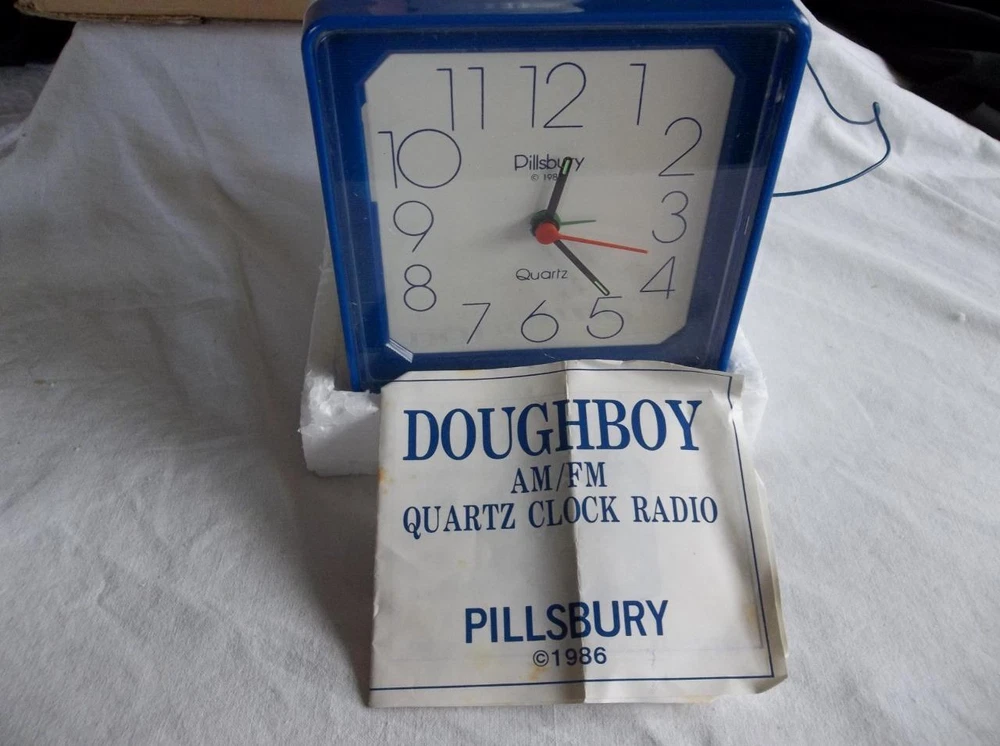 11 12 1
10 2
Pillsbury
© 198
9 3
8 4
Quartz
7 6 5
DOUGHBOY
AM/FM
QUARTZ CLOCK RADIO
PILLSBURY
©1986